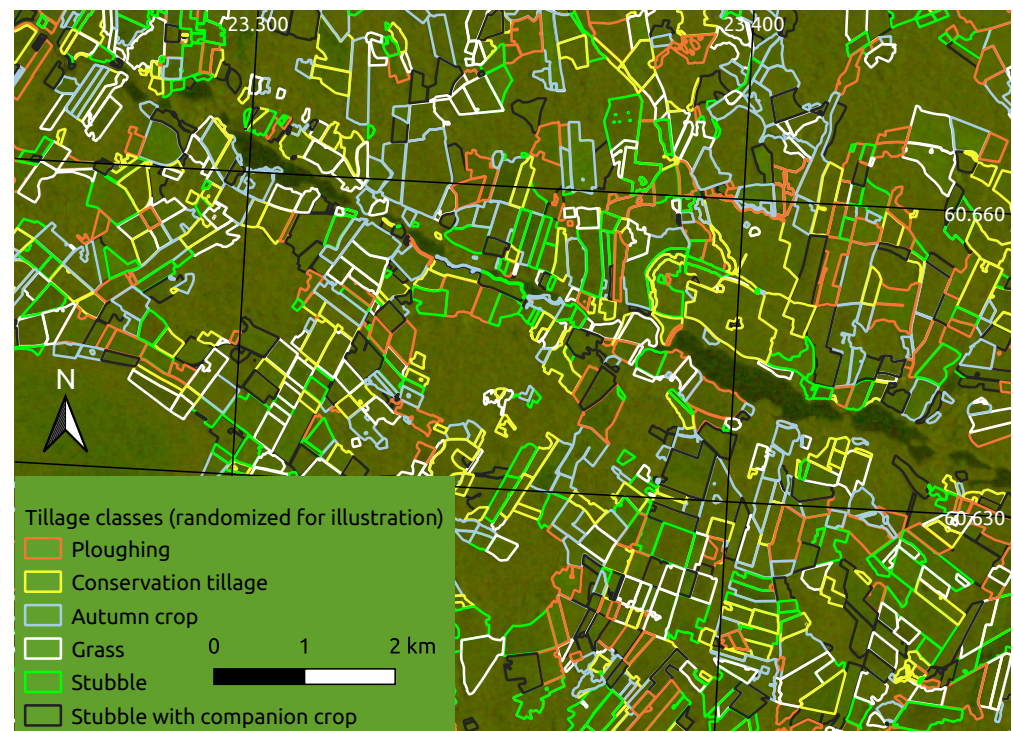 23.300
23.400
60.660
N
60.630
Tillage classes (randomized for illustration)
Ploughing
Conservation tillage
Autumn crop
Grass
0 1 2 km
Stubble
Stubble with companion crop